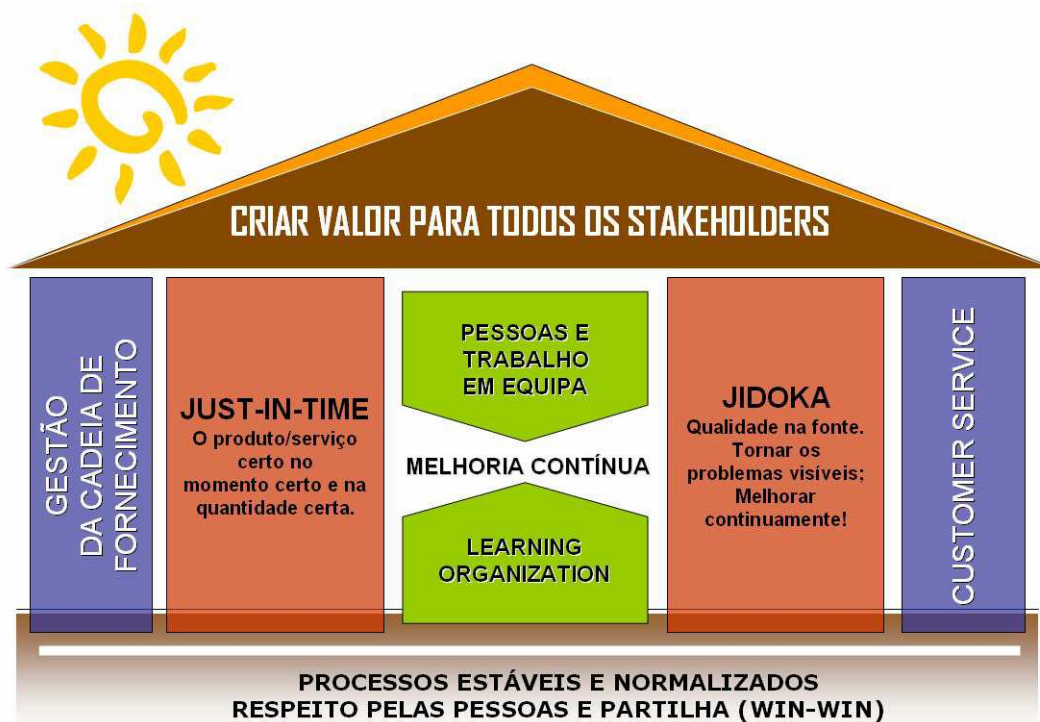 CRIAR VALOR PARA TODOS OS STAKEHOLDERS
GESTÃO
DA CADEIA DE
FORNECIMENTO
JUST-IN-TIME
O produto/serviço
certo no
momento certo e na
quantidade certa.
PESSOAS E
TRABALHO
EM EQUIPA
MELHORIA CONTÍNUA
LEARNING
ORGANIZATION
JIDOKA
Qualidade na fonte.
Tornar os
problemas visíveis;
Melhorar
continuamente!
CUSTOMER SERVICE
PROCESSOS ESTÁVEIS E NORMALIZADOS
RESPEITO PELAS PESSOAS E PARTILHA (WIN-WIN)